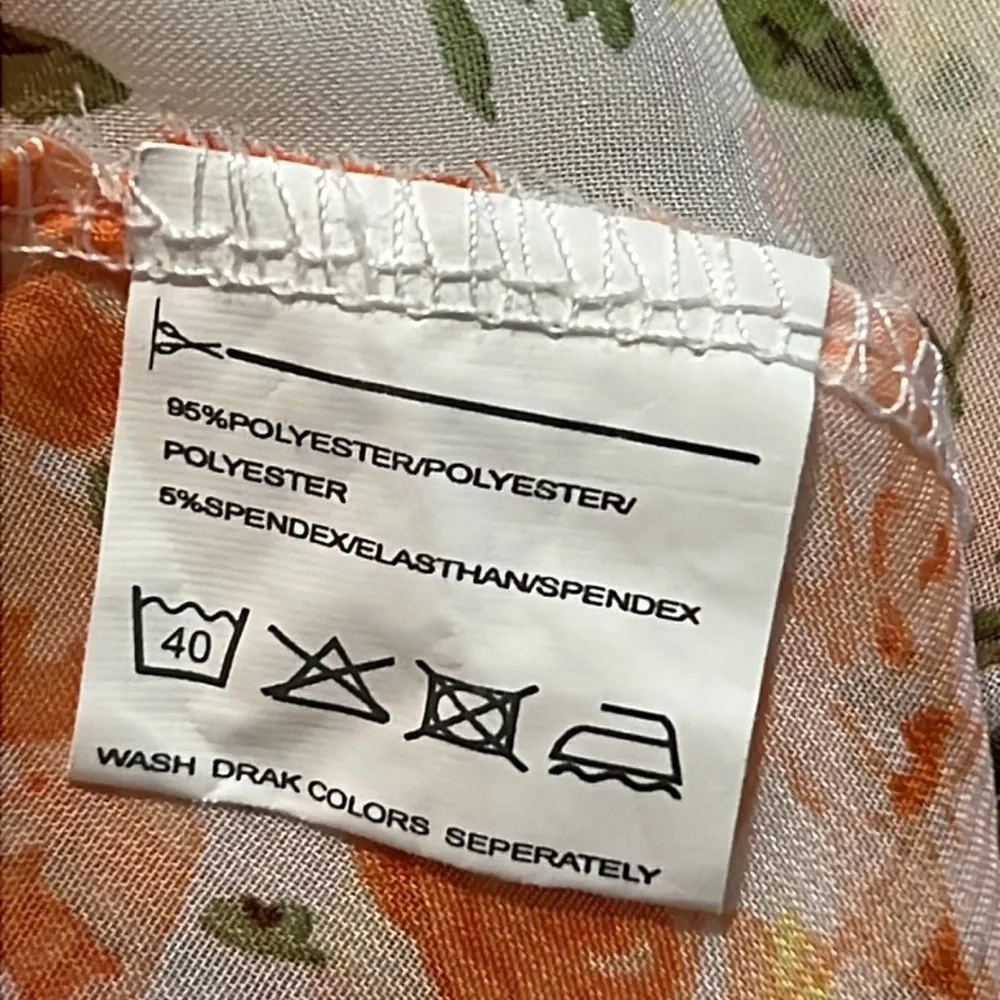 95%POLYESTER/POLYESTER/
POLYESTER
5%SPENDEX/ELASTHAN/SPENDEX
40
WASH DRAK COLORS SEPERATELY